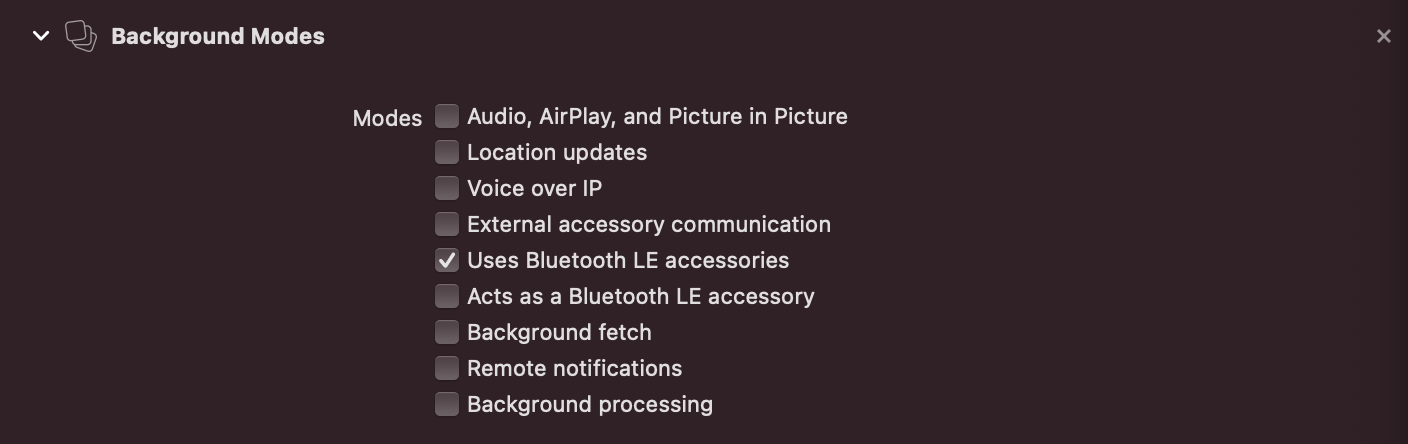 Background Modes
Modes Audio, AirPlay, and Picture in Picture
Location updates
Voice over IP
External accessory communication
Uses Bluetooth LE accessories
Acts as a Bluetooth LE accessory
Background fetch
Remote notifications
Background processing